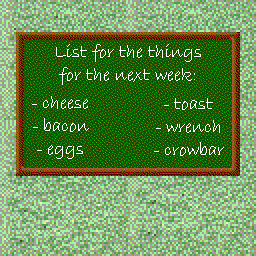 List for the things
for the next week:
- cheese
- bacon
- eggs
- toast
- wrench
- crowbar